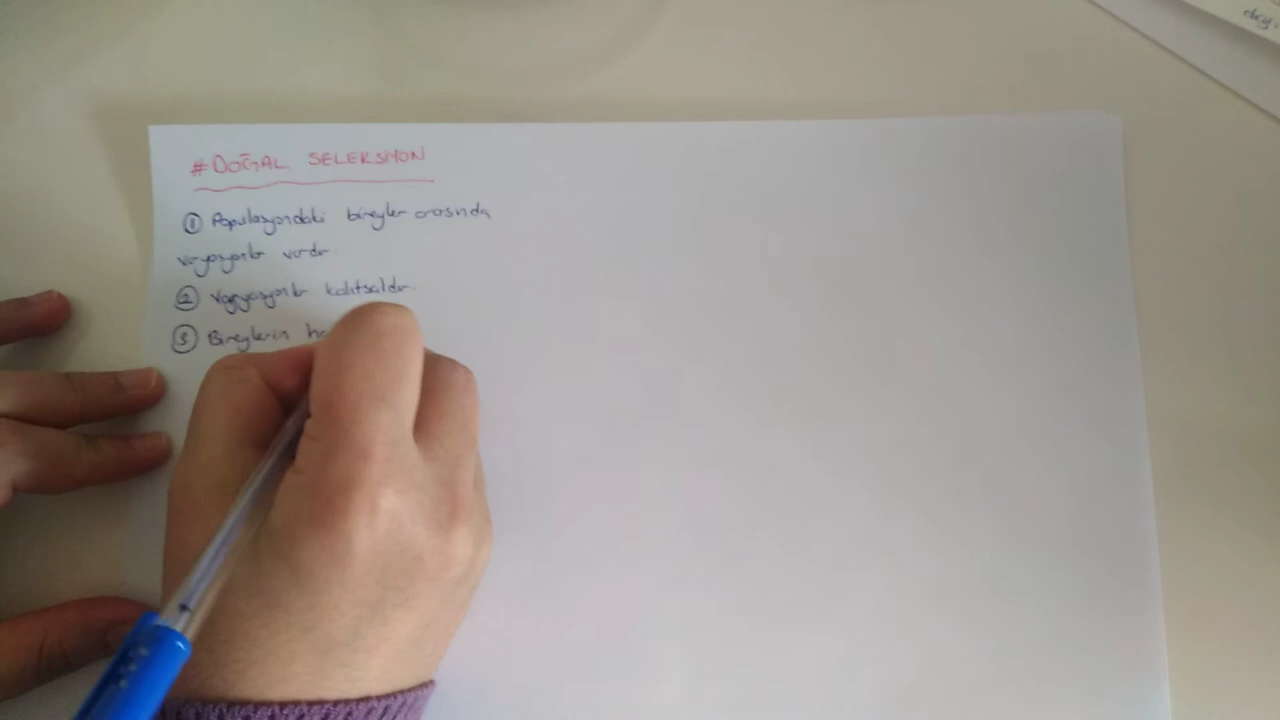 # DOĞAL SELEKSİYON
① Populasyondaki bireyler arasında
varyasyonlar vardır.
② Varyasyonlar kalıtsaldır.
③ Bireylerin